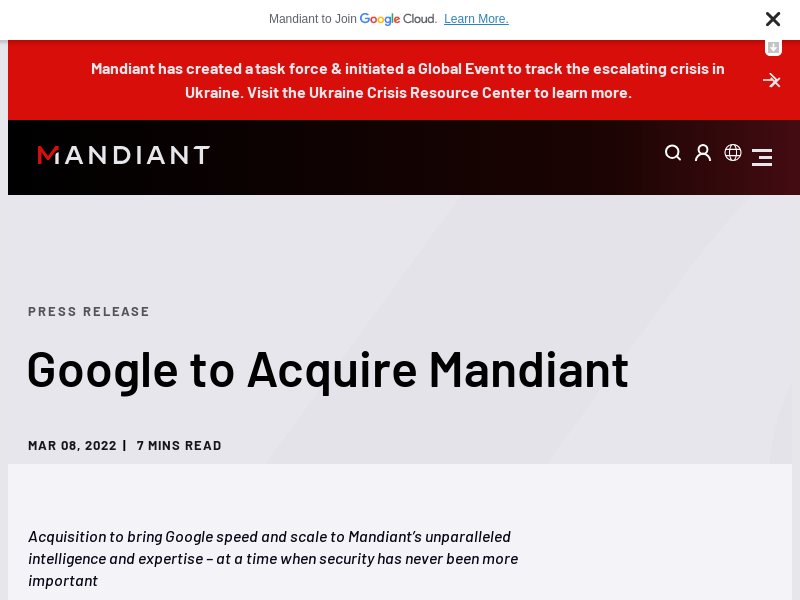 Mandiant to Join Google Cloud. Learn More.
Mandiant has created a task force & initiated a Global Event to track the escalating crisis in
Ukraine. Visit the Ukraine Crisis Resource Center to learn more.
MANDIANT
PRESS RELEASE
Google to Acquire Mandiant
MAR 08, 2022 | 7 MINS READ
Acquisition to bring Google speed and scale to Mandiant’s unparalleled
intelligence and expertise – at a time when security has never been more
important